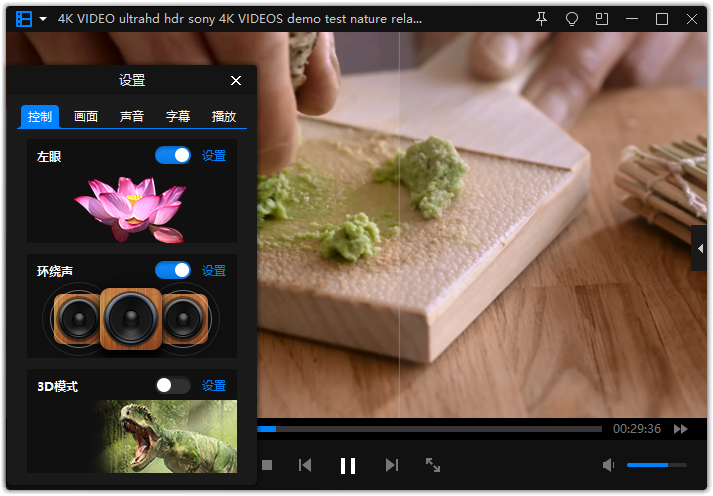 4K VIDEO ultrahd hdr sony 4K VIDEOS demo test nature rela...
设置
控制 画面 声音 字幕 播放
左眼 设置
环绕声 设置
3D模式 设置
00:29:36